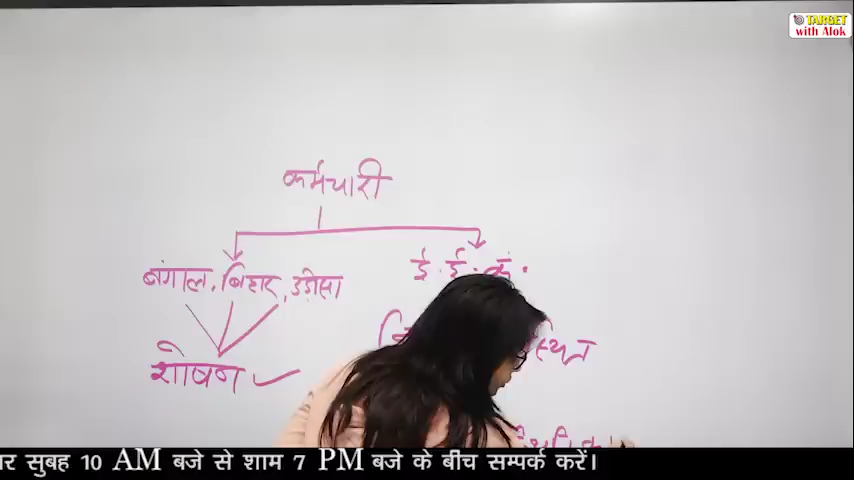 TARGET
with Alok
कर्मचारी
बंगाल, बिहार, उड़ीसा
ई. ई. कं.
शोषण ✓
र सुबह 10 AM बजे से शाम 7 PM बजे के बीच सम्पर्क करें।